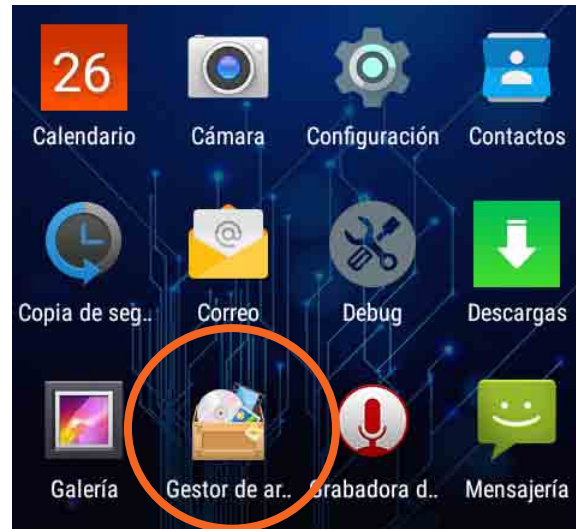 26
Calendario
Cámara
Configuración
Contactos
@
Copia de seg..
Correo
Debug
Descargas
Galería
Gestor de ar..
Grabadora d..
Mensajería